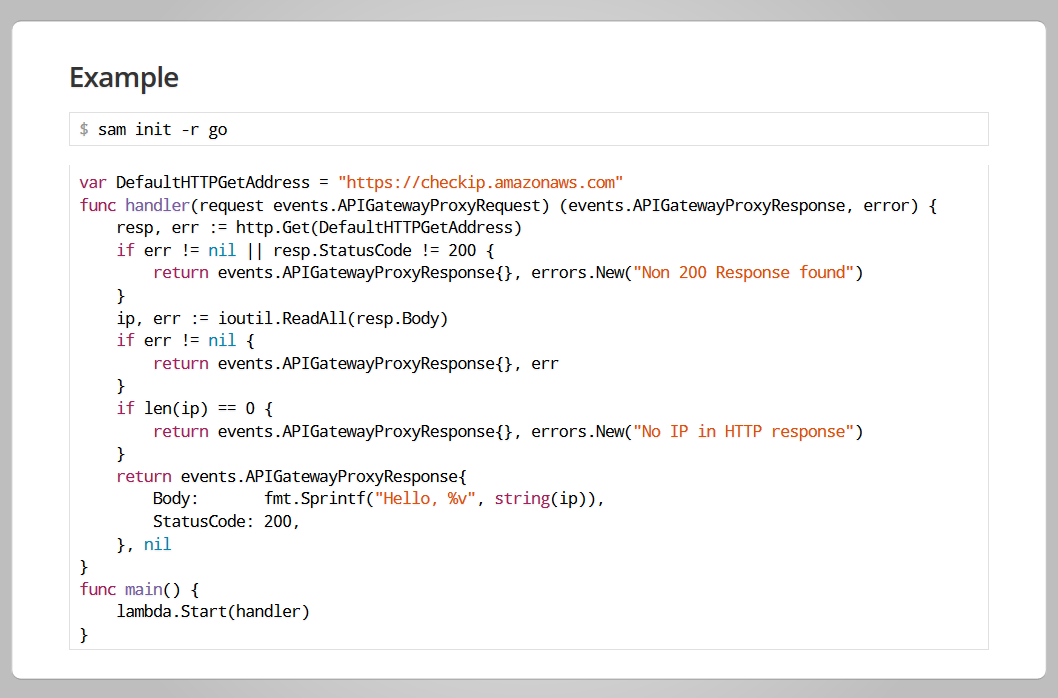 Example
$ sam init -r go
var DefaultHTTPGetAddress = "https://checkip.amazonaws.com"
func handler(request events.APIGatewayProxyRequest) (events.APIGatewayProxyResponse, error) {
    resp, err := http.Get(DefaultHTTPGetAddress)
    if err != nil || resp.StatusCode != 200 {
        return events.APIGatewayProxyResponse{}, errors.New("Non 200 Response found")
    }
    ip, err := ioutil.ReadAll(resp.Body)
    if err != nil {
        return events.APIGatewayProxyResponse{}, err
    }
    if len(ip) == 0 {
        return events.APIGatewayProxyResponse{}, errors.New("No IP in HTTP response")
    }
    return events.APIGatewayProxyResponse{
        Body:       fmt.Sprintf("Hello, %v", string(ip)),
        StatusCode: 200,
    }, nil
}
func main() {
    lambda.Start(handler)
}